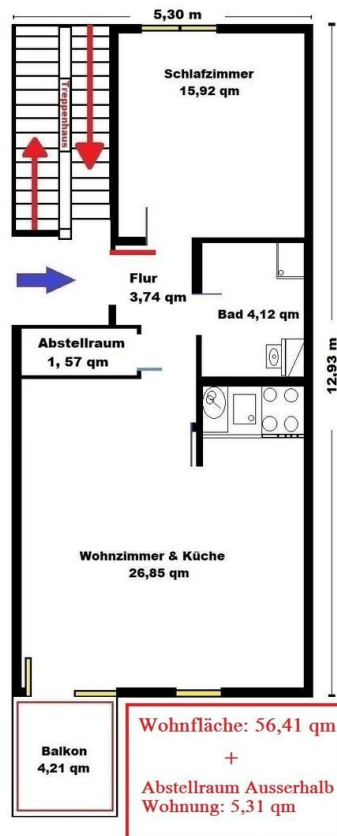 5,30 m
Schlafzimmer
15,92 qm
Treppenhaus
Flur
3,74 qm
Bad 4,12 qm
Abstellraum
1, 57 qm
12,93 m
Wohnzimmer & Küche
26,85 qm
Balkon
4,21 qm
Wohnfläche: 56,41 qm
+
Abstellraum Ausserhalb
Wohnung: 5,31 qm